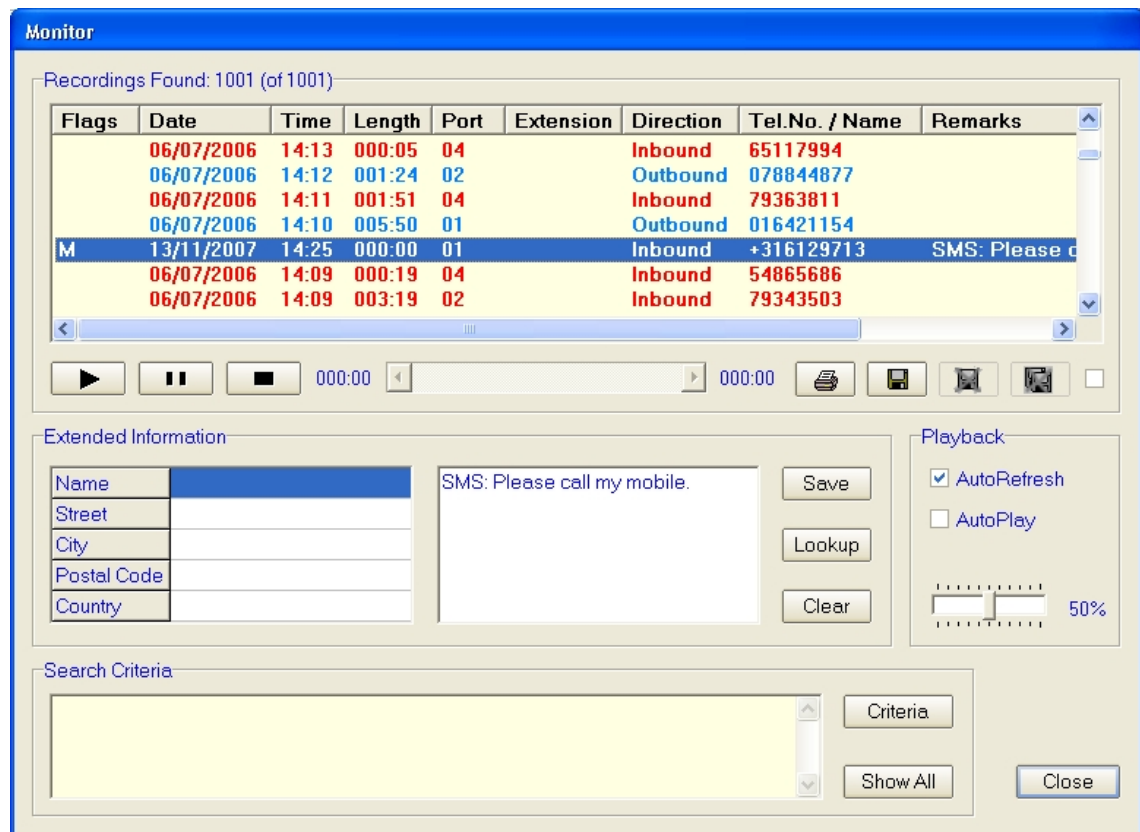 Monitor
Recordings Found: 1001 (of 1001)
Flags Date Time Length Port Extension Direction Tel.No. / Name Remarks
06/07/2006 14:13 000:05 04 Inbound 65117994
06/07/2006 14:12 001:24 02 Outbound 078844877
06/07/2006 14:11 001:51 04 Inbound 79363811
06/07/2006 14:10 005:50 01 Outbound 016421154
M 13/11/2007 14:25 000:00 01 Inbound +316129713 SMS: Please c
06/07/2006 14:09 000:19 04 Inbound 54865686
06/07/2006 14:09 003:19 02 Inbound 79343503
000:00 000:00
Extended Information
Name
Street
City
Postal Code
Country
SMS: Please call my mobile.
Save
Lookup
Clear
Playback
AutoRefresh
AutoPlay
50%
Search Criteria
Criteria
Show All
Close